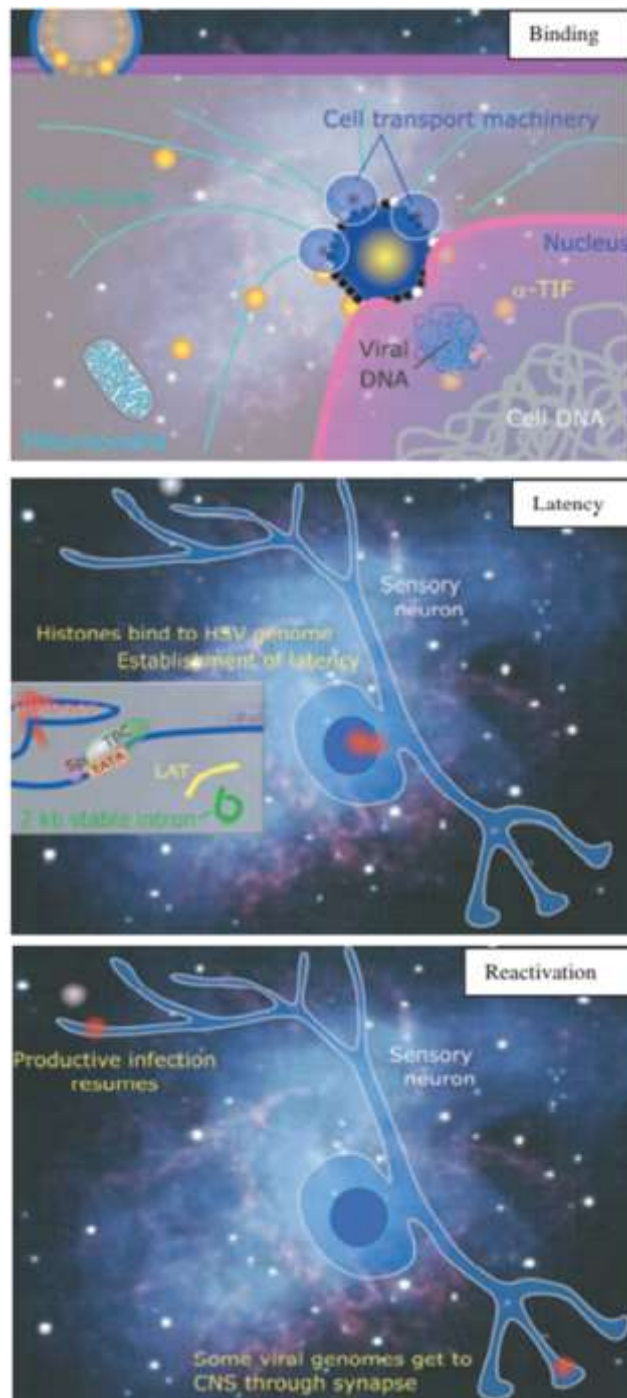 Binding
Cell transport machinery
Nucleus
α-TIF
Viral
DNA
Cell DNA
Latency
Sensory
neuron
Histones bind to HSV genome
Establishment of latency
TATA
LAT
2 kb stable intron
Reactivation
Productive infection
resumes
Sensory
neuron
Some viral genomes get to
CNS through synapse